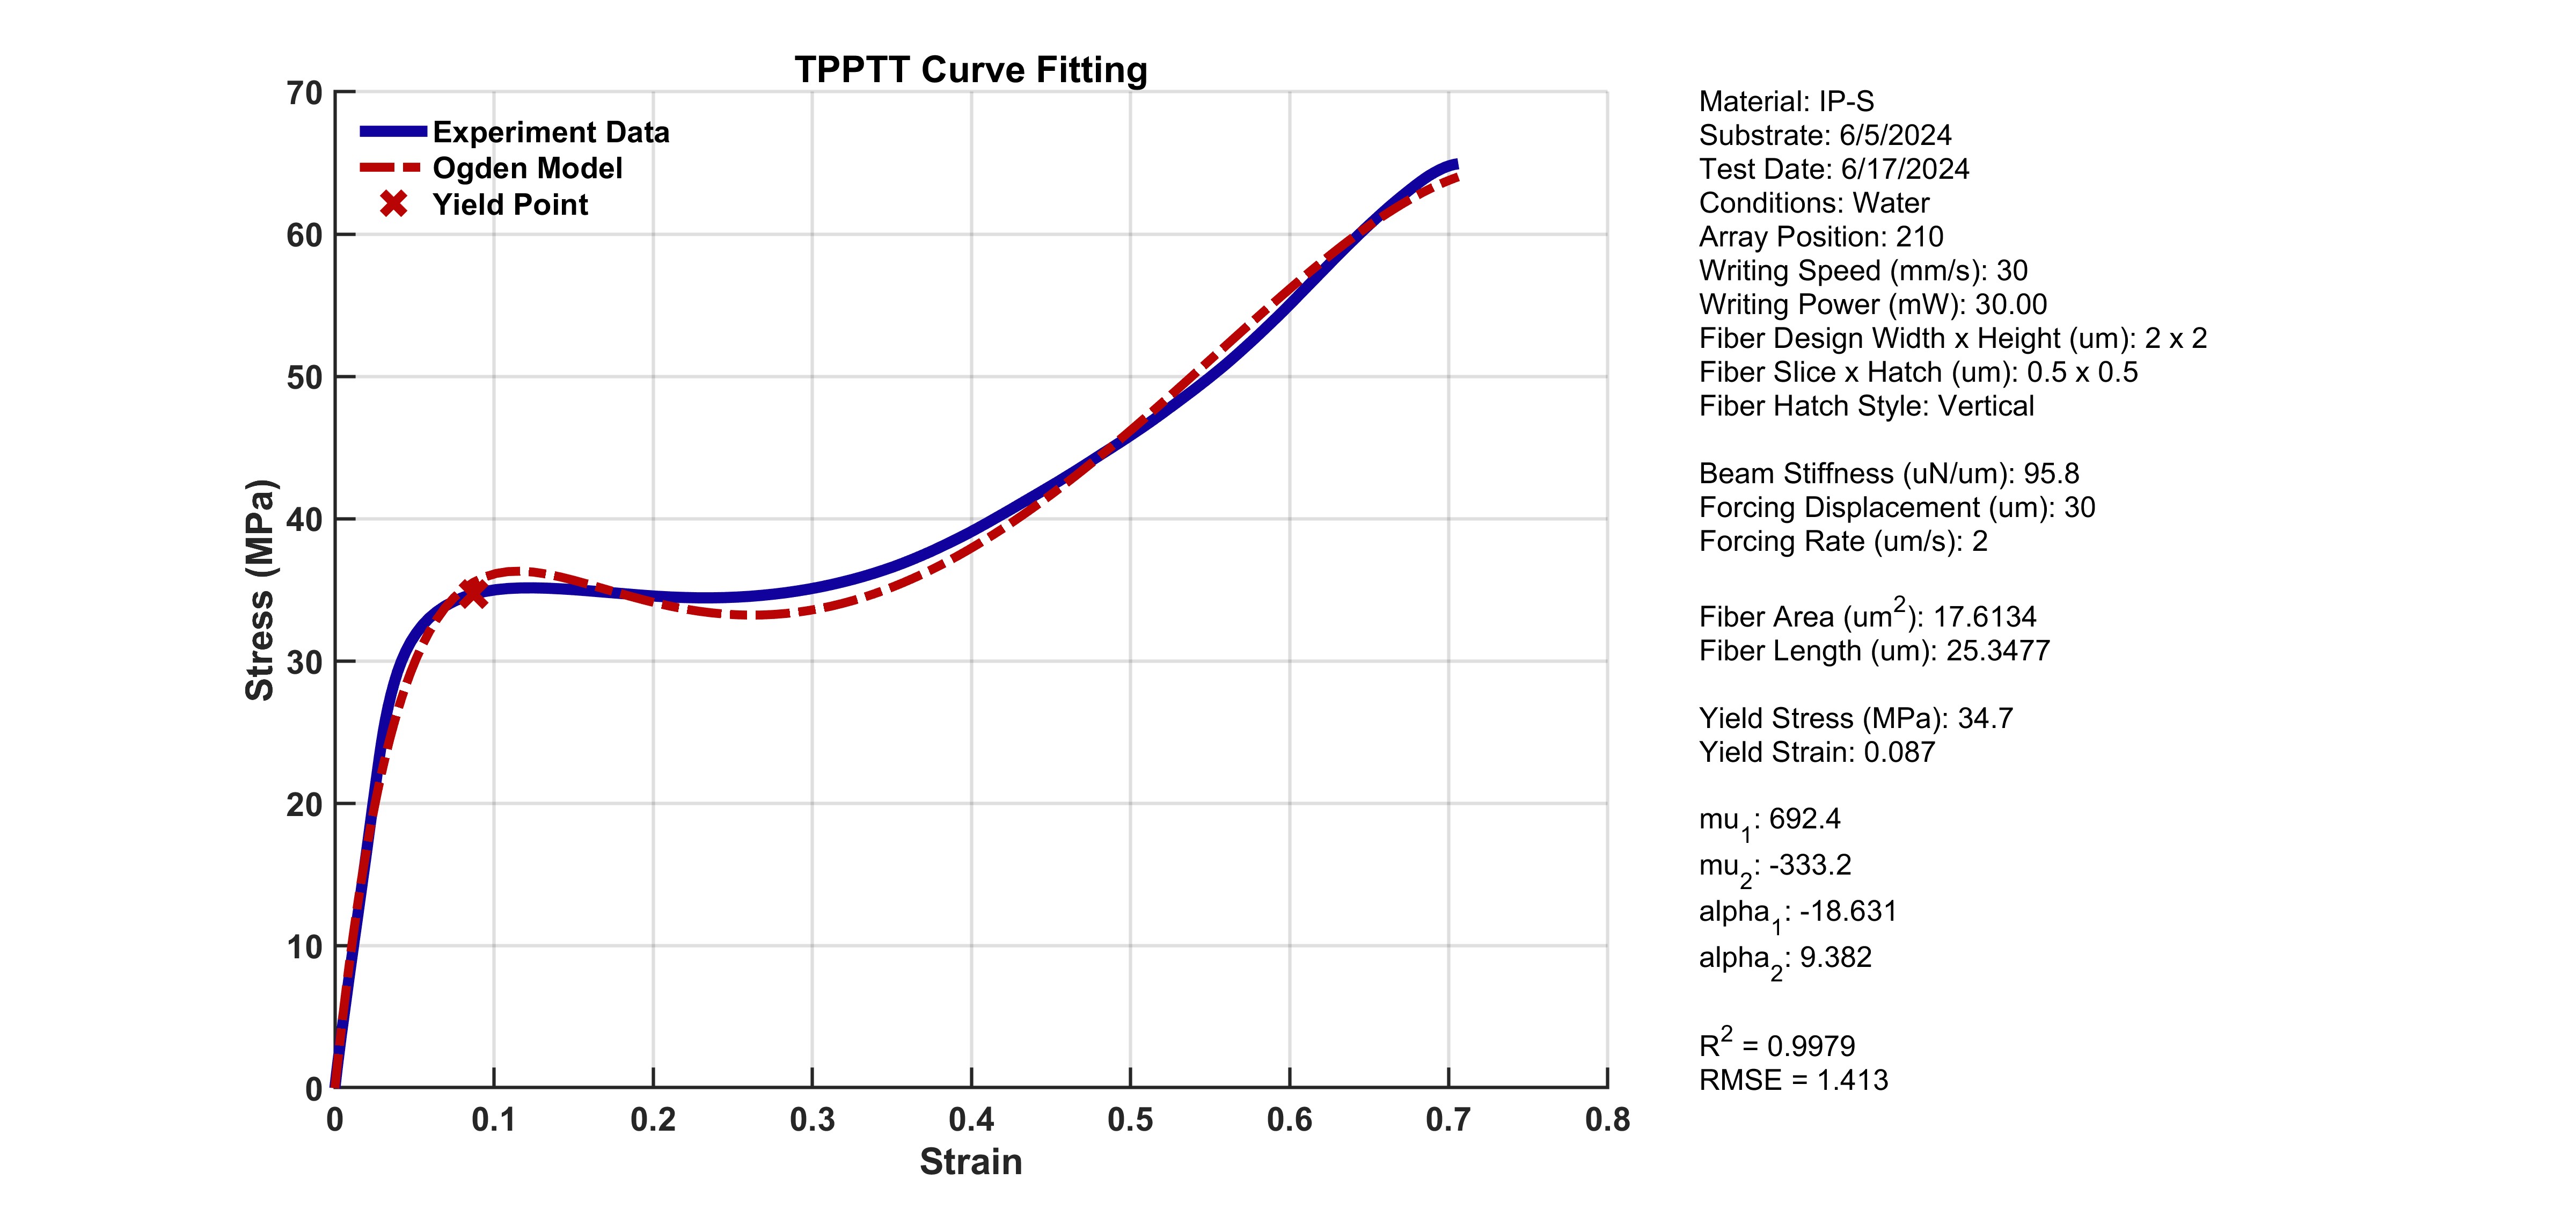 TPPTT Curve Fitting
70
60
50
40
30
20
10
0
Stress (MPa)
Experiment Data
Ogden Model
Yield Point
0 0.1 0.2 0.3 0.4 0.5 0.6 0.7 0.8
Strain
Material: IP-S
Substrate: 6/5/2024
Test Date: 6/17/2024
Conditions: Water
Array Position: 210
Writing Speed (mm/s): 30
Writing Power (mW): 30.00
Fiber Design Width x Height (um): 2 x 2
Fiber Slice x Hatch (um): 0.5 x 0.5
Fiber Hatch Style: Vertical
Beam Stiffness (uN/um): 95.8
Forcing Displacement (um): 30
Forcing Rate (um/s): 2
Fiber Area (um²): 17.6134
Fiber Length (um): 25.3477
Yield Stress (MPa): 34.7
Yield Strain: 0.087
mu₁: 692.4
mu₂: -333.2
alpha₁: -18.631
alpha₂: 9.382
R² = 0.9979
RMSE = 1.413